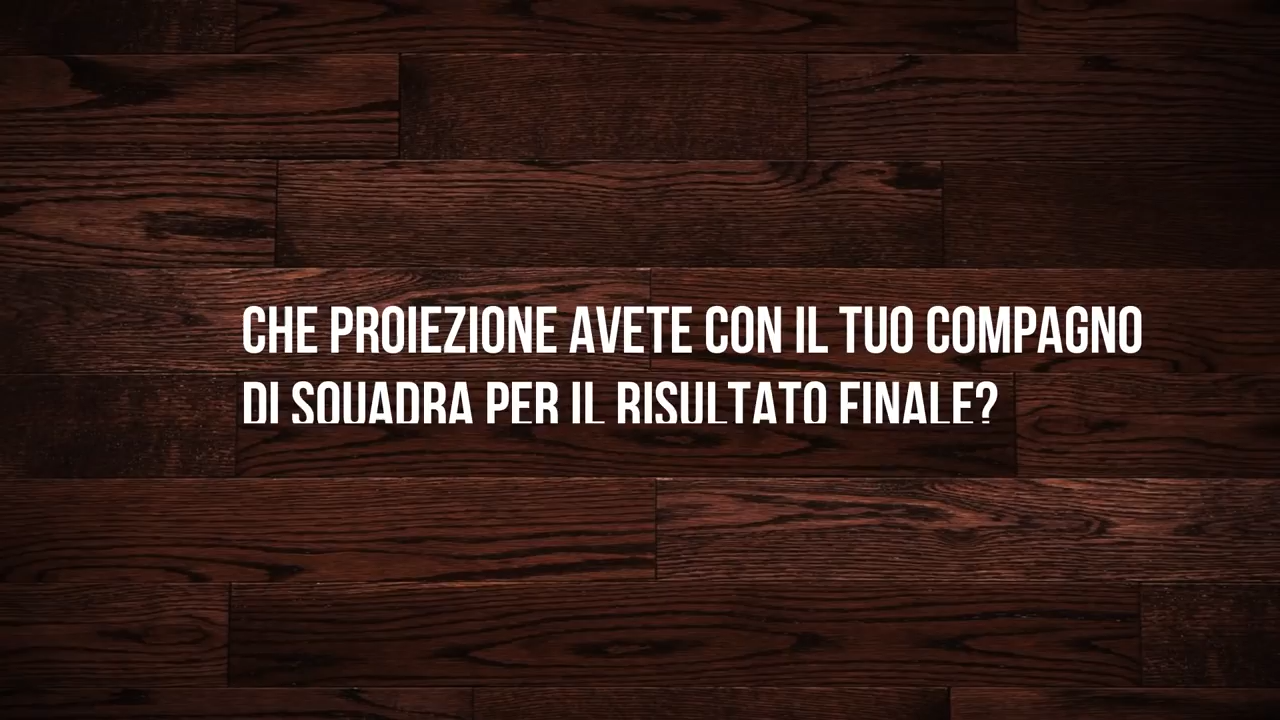 CHE PROIEZIONE AVETE CON IL TUO COMPAGNO
DI SQUADRA PER IL RISULTATO FINALE?